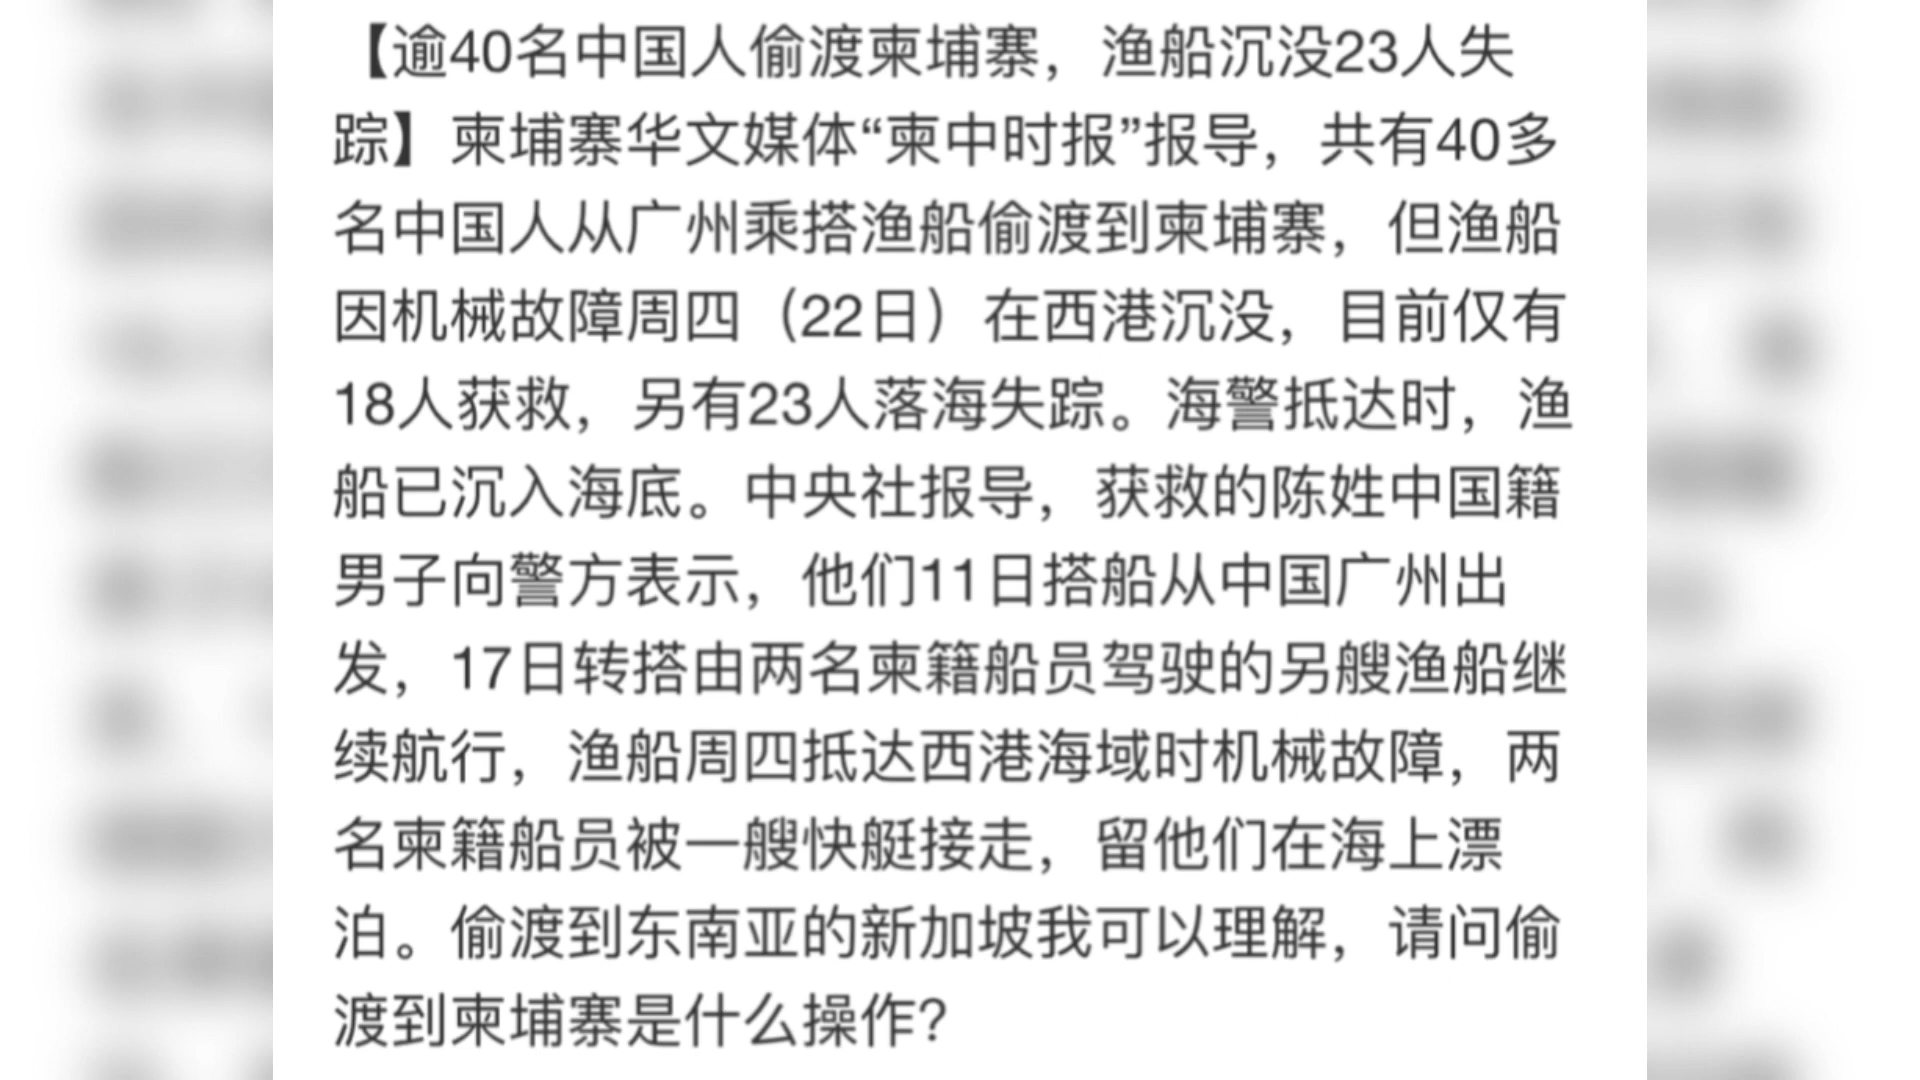 【逾40名中国人偷渡柬埔寨，渔船沉没23人失
踪】柬埔寨华文媒体“柬中时报”报导，共有40多
名中国人从广州乘搭渔船偷渡到柬埔寨，但渔船
因机械故障周四（22日）在西港沉没，目前仅有
18人获救，另有23人落海失踪。海警抵达时，渔
船已沉入海底。中央社报导，获救的陈姓中国籍
男子向警方表示，他们11日搭船从中国广州出
发，17日转搭由两名柬籍船员驾驶的另艘渔船继
续航行，渔船周四抵达西港海域时机械故障，两
名柬籍船员被一艘快艇接走，留他们在海上漂
泊。偷渡到东南亚的新加坡我可以理解，请问偷
渡到柬埔寨是什么操作？